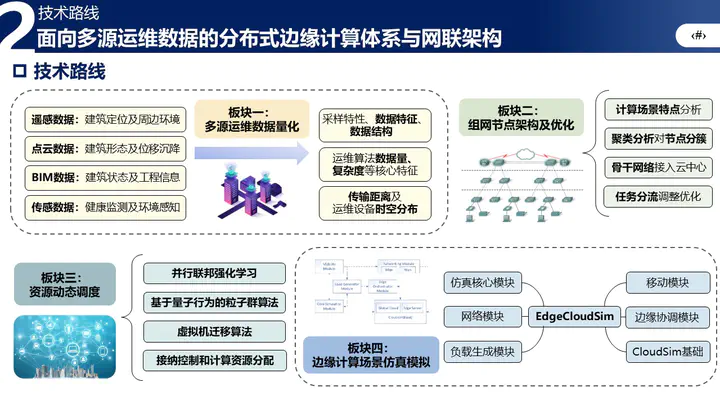 2
技术路线
面向多源运维数据的分布式边缘计算体系与网联架构
‹#›
技术路线
遥感数据：建筑定位及周边环境
点云数据：建筑形态及位移沉降
BIM数据：建筑状态及工程信息
传感数据：健康监测及环境感知
板块一：
多源运维数据量化
采样特性、数据特征、
数据结构
运维算法数据量、
复杂度等核心特征
传输距离及
运维设备时空分布
板块二：
组网节点架构及优化
计算场景特点分析
聚类分析对节点分簇
骨干网络接入云中心
任务分流调整优化
板块三：
资源动态调度
并行联邦强化学习
基于量子行为的粒子群算法
虚拟机迁移算法
接纳控制和计算资源分配
板块四：
边缘计算场景仿真模拟
仿真核心模块
网络模块
负载生成模块
EdgeCloudSim
移动模块
边缘协调模块
CloudSim基础